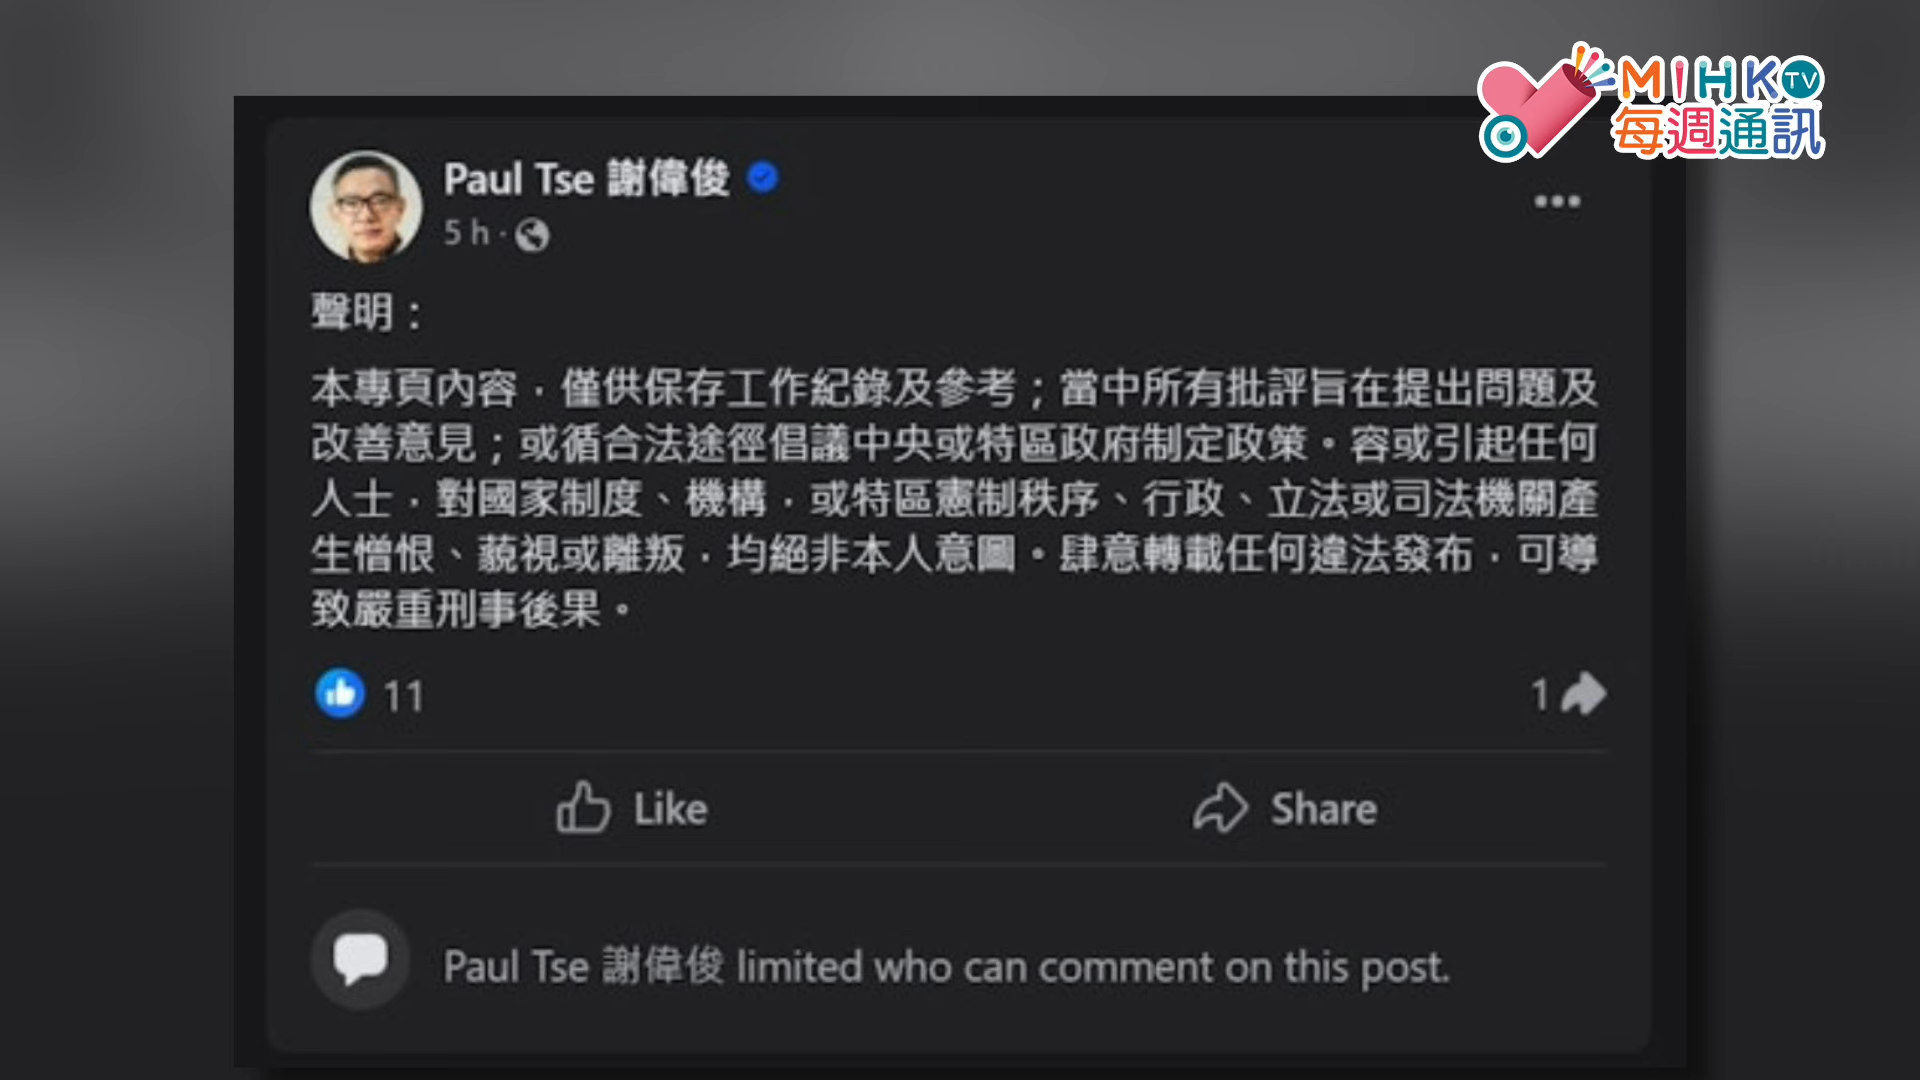 MIHK TV
每週通訊
Paul Tse 謝偉俊
5 h ·
聲明：
本專頁內容，僅供保存工作紀錄及參考；當中所有批評旨在提出問題及
改善意見；或循合法途徑倡議中央或特區政府制定政策。容或引起任何
人士，對國家制度、機構，或特區憲制秩序、行政、立法或司法機關產
生憎恨、藐視或離叛，均絕非本人意圖。肆意轉載任何違法發布，可導
致嚴重刑事後果。
11
1
Like
Share
Paul Tse 謝偉俊 limited who can comment on this post.